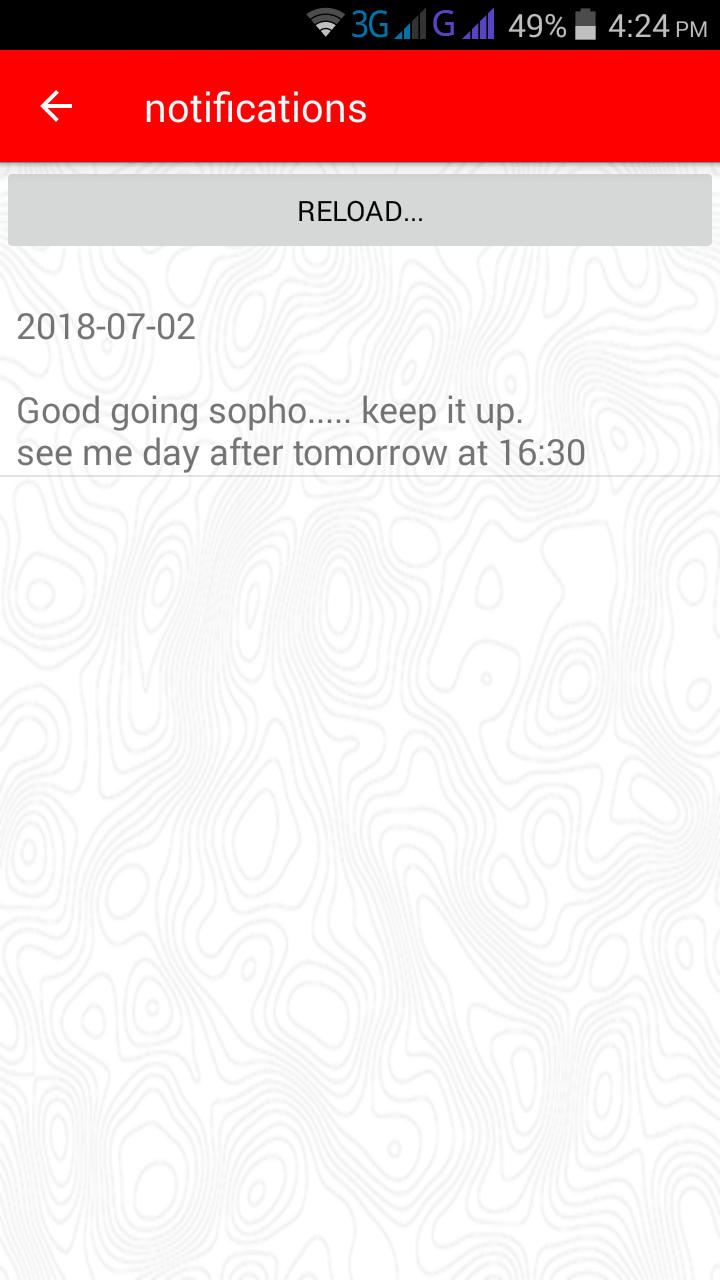 3G G 49% 4:24 PM
notifications
RELOAD...
2018-07-02
Good going sopho..... keep it up.
see me day after tomorrow at 16:30